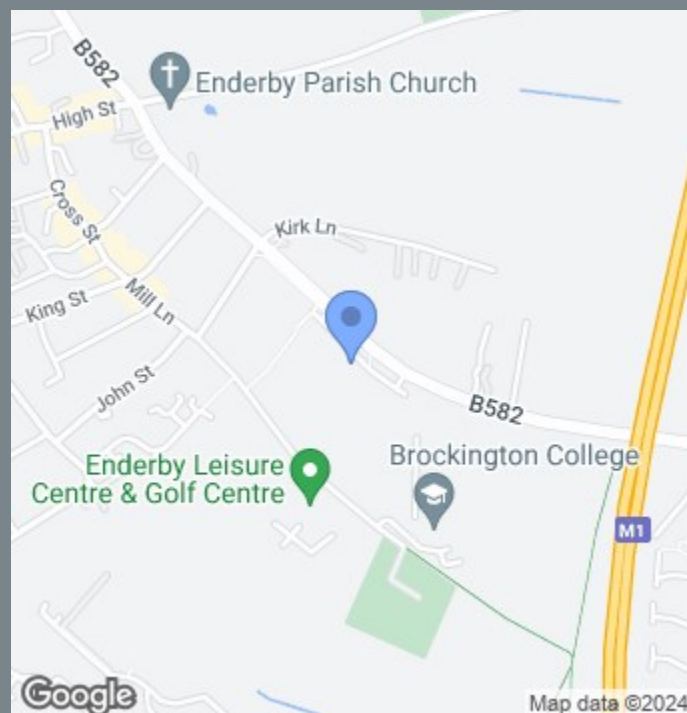 B582
Enderby Parish Church
High St
Cross St
Kirk Ln
King St
Mill Ln
John St
B582
Enderby Leisure
Centre & Golf Centre
Brockington College
M1
Google
Map data ©2024